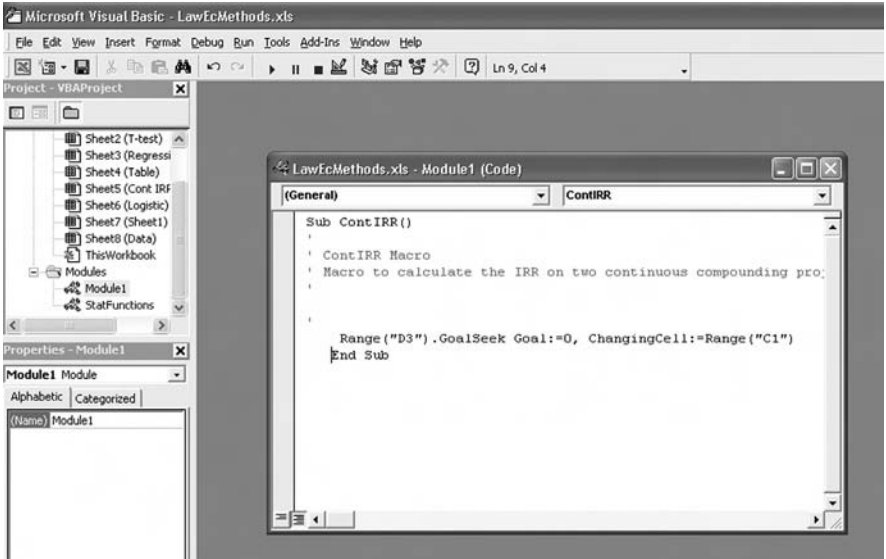 Microsoft Visual Basic - LawEcMethods.xls
File Edit View Insert Format Debug Run Tools Add-Ins Window Help
Ln 9, Col 4
Project - VBAProject
Sheet2 (T-test)
Sheet3 (Regressi
Sheet4 (Table)
Sheet5 (Cont IRF
Sheet6 (Logistic)
Sheet7 (Sheet1)
Sheet8 (Data)
ThisWorkbook
Modules
Module1
StatFunctions
Properties - Module1
Module1 Module
Alphabetic Categorized
(Name) Module1
LawEcMethods.xls - Module1 (Code)
(General) ContIRR
Sub ContIRR()
'
' ContIRR Macro
' Macro to calculate the IRR on two continuous compounding pro
'
'
Range("D3").GoalSeek Goal:=0, ChangingCell:=Range("C1")
End Sub